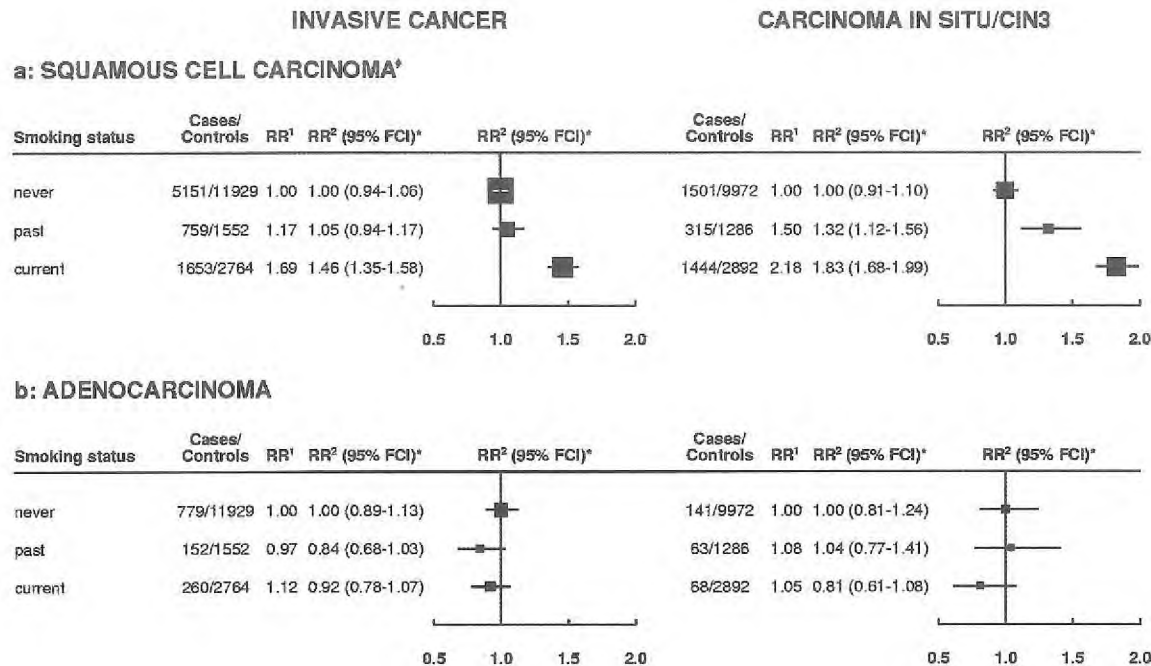 INVASIVE CANCER CARCINOMA IN SITU/CIN3
a: SQUAMOUS CELL CARCINOMA⧫
Smoking status Cases/Controls RR¹ RR² (95% FCI)* RR² (95% FCI)* Cases/Controls RR¹ RR² (95% FCI)* RR² (95% FCI)*
never 5151/11929 1.00 1.00 (0.94-1.06) 1501/9972 1.00 1.00 (0.91-1.10)
past 759/1552 1.17 1.05 (0.94-1.17) 315/1286 1.50 1.32 (1.12-1.56)
current 1653/2764 1.69 1.46 (1.35-1.58) 1444/2892 2.18 1.83 (1.68-1.99)
0.5 1.0 1.5 2.0 0.5 1.0 1.5 2.0
b: ADENOCARCINOMA
Smoking status Cases/Controls RR¹ RR² (95% FCI)* RR² (95% FCI)* Cases/Controls RR¹ RR² (95% FCI)* RR² (95% FCI)*
never 779/11929 1.00 1.00 (0.89-1.13) 141/9972 1.00 1.00 (0.81-1.24)
past 152/1552 0.97 0.84 (0.68-1.03) 63/1286 1.08 1.04 (0.77-1.41)
current 260/2764 1.12 0.92 (0.78-1.07) 68/2892 1.05 0.81 (0.61-1.08)
0.5 1.0 1.5 2.0 0.5 1.0 1.5 2.0